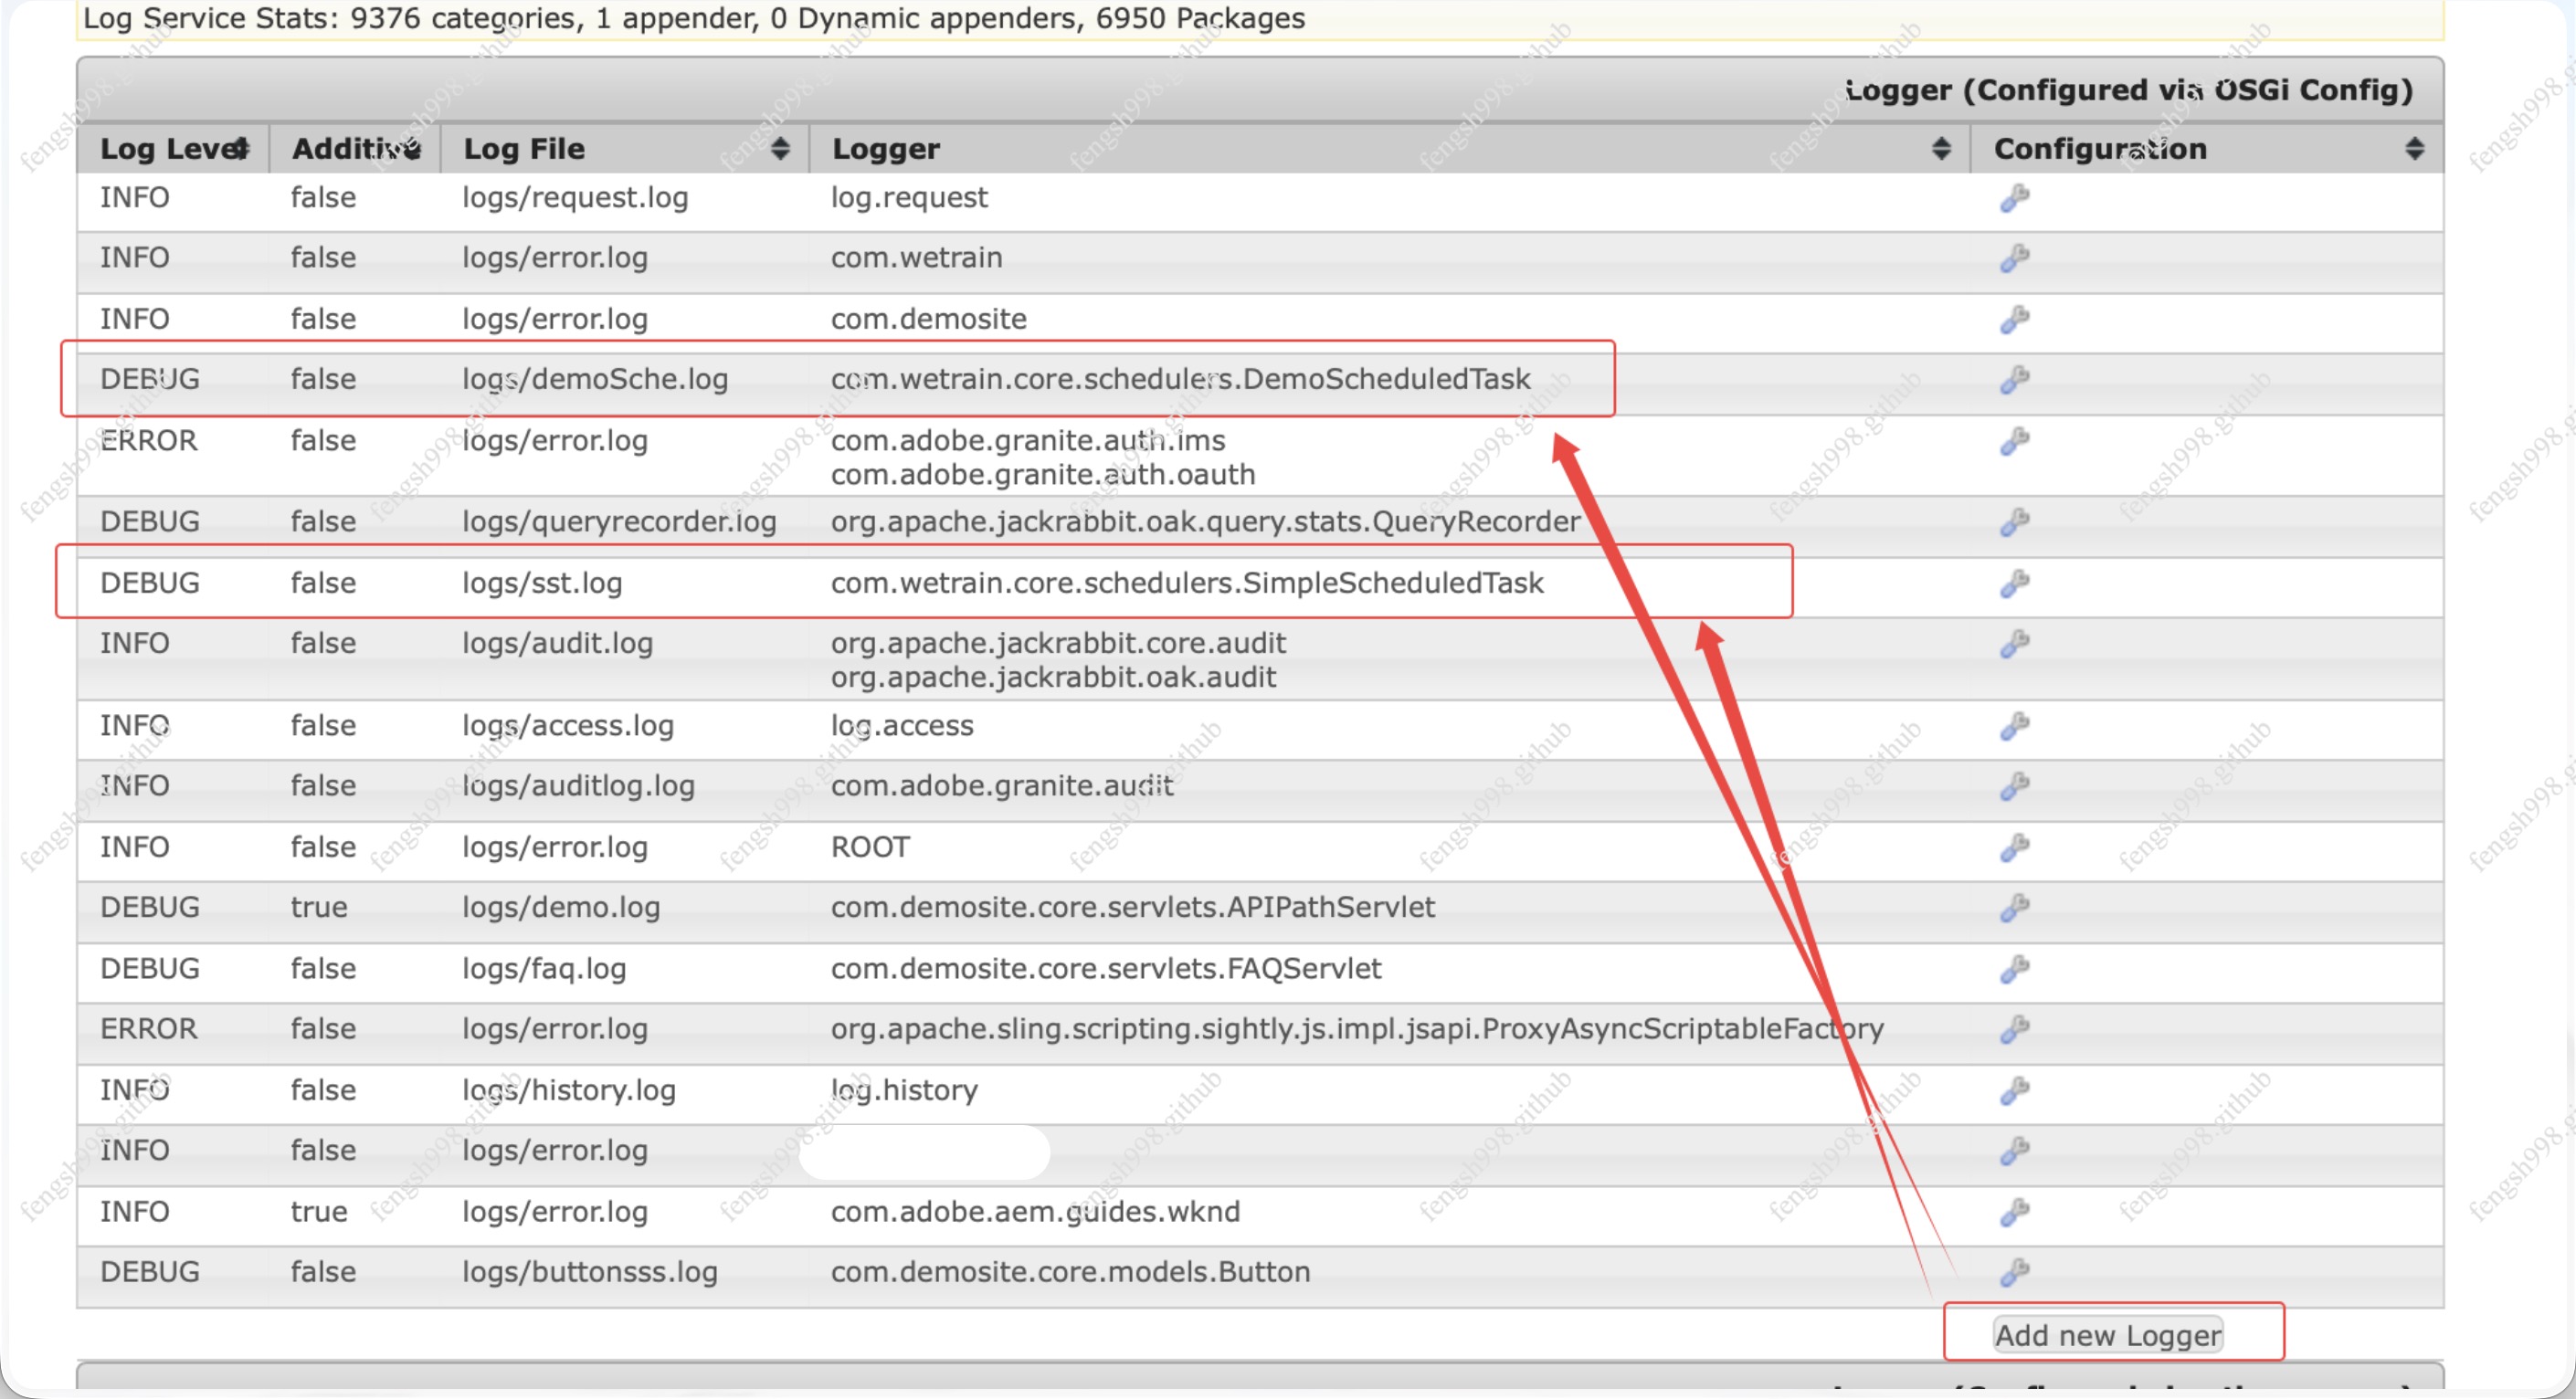 Log Service Stats: 9376 categories, 1 appender, 0 Dynamic appenders, 6950 Packages
Logger (Configured via OSGi Config)
Log Level Additive Log File Logger Configuration
INFO false logs/request.log log.request
INFO false logs/error.log com.wetrain
INFO false logs/error.log com.demosite
DEBUG false logs/demoSche.log com.wetrain.core.schedulers.DemoScheduledTask
ERROR false logs/error.log com.adobe.granite.auth.ims
com.adobe.granite.auth.oauth
DEBUG false logs/queryrecorder.log org.apache.jackrabbit.oak.query.stats.QueryRecorder
DEBUG false logs/sst.log com.wetrain.core.schedulers.SimpleScheduledTask
INFO false logs/audit.log org.apache.jackrabbit.core.audit
org.apache.jackrabbit.oak.audit
INFO false logs/access.log log.access
INFO false logs/auditlog.log com.adobe.granite.audit
INFO false logs/error.log ROOT
DEBUG true logs/demo.log com.demosite.core.servlets.APIPathServlet
DEBUG false logs/faq.log com.demosite.core.servlets.FAQServlet
ERROR false logs/error.log org.apache.sling.scripting.sightly.js.impl.jsapi.ProxyAsyncScriptableFactory
INFO false logs/history.log log.history
INFO false logs/error.log
INFO true logs/error.log com.adobe.aem.guides.wknd
DEBUG false logs/buttonsss.log com.demosite.core.models.Button
Add new Logger
fengsh998.github